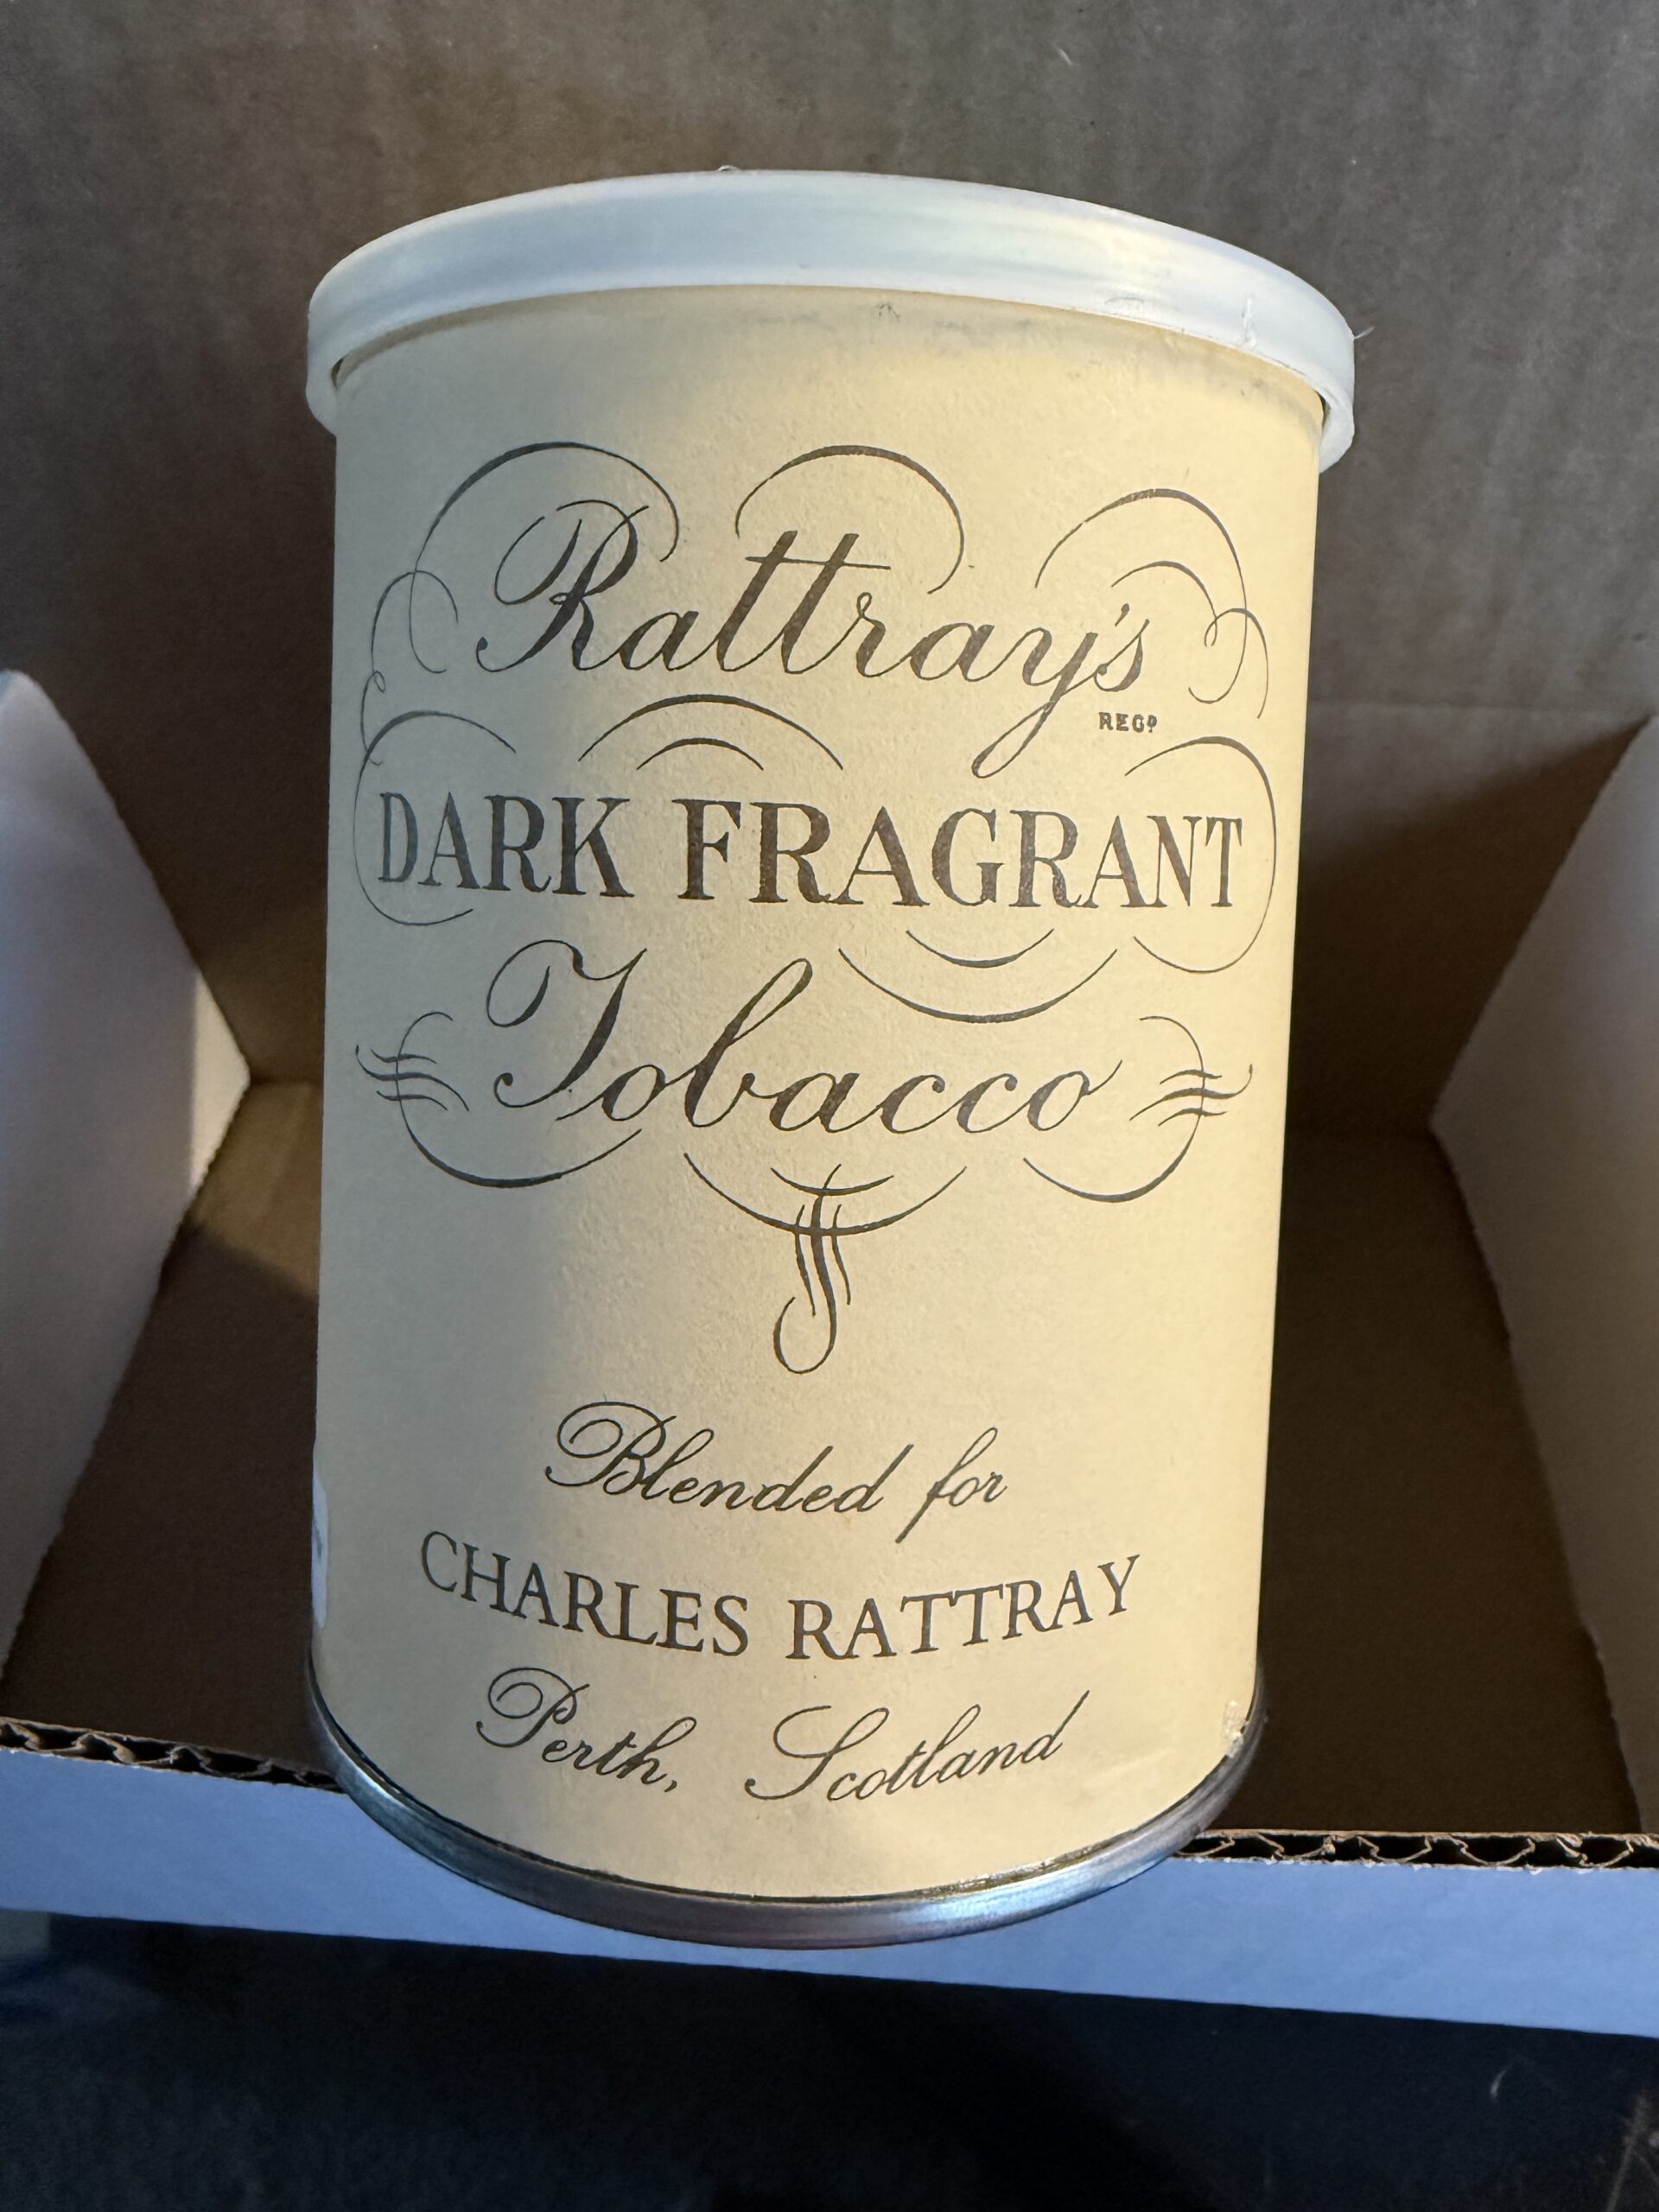 Rattray's
REGD
DARK FRAGRANT
Tobacco
Blended for
CHARLES RATTRAY
Perth, Scotland